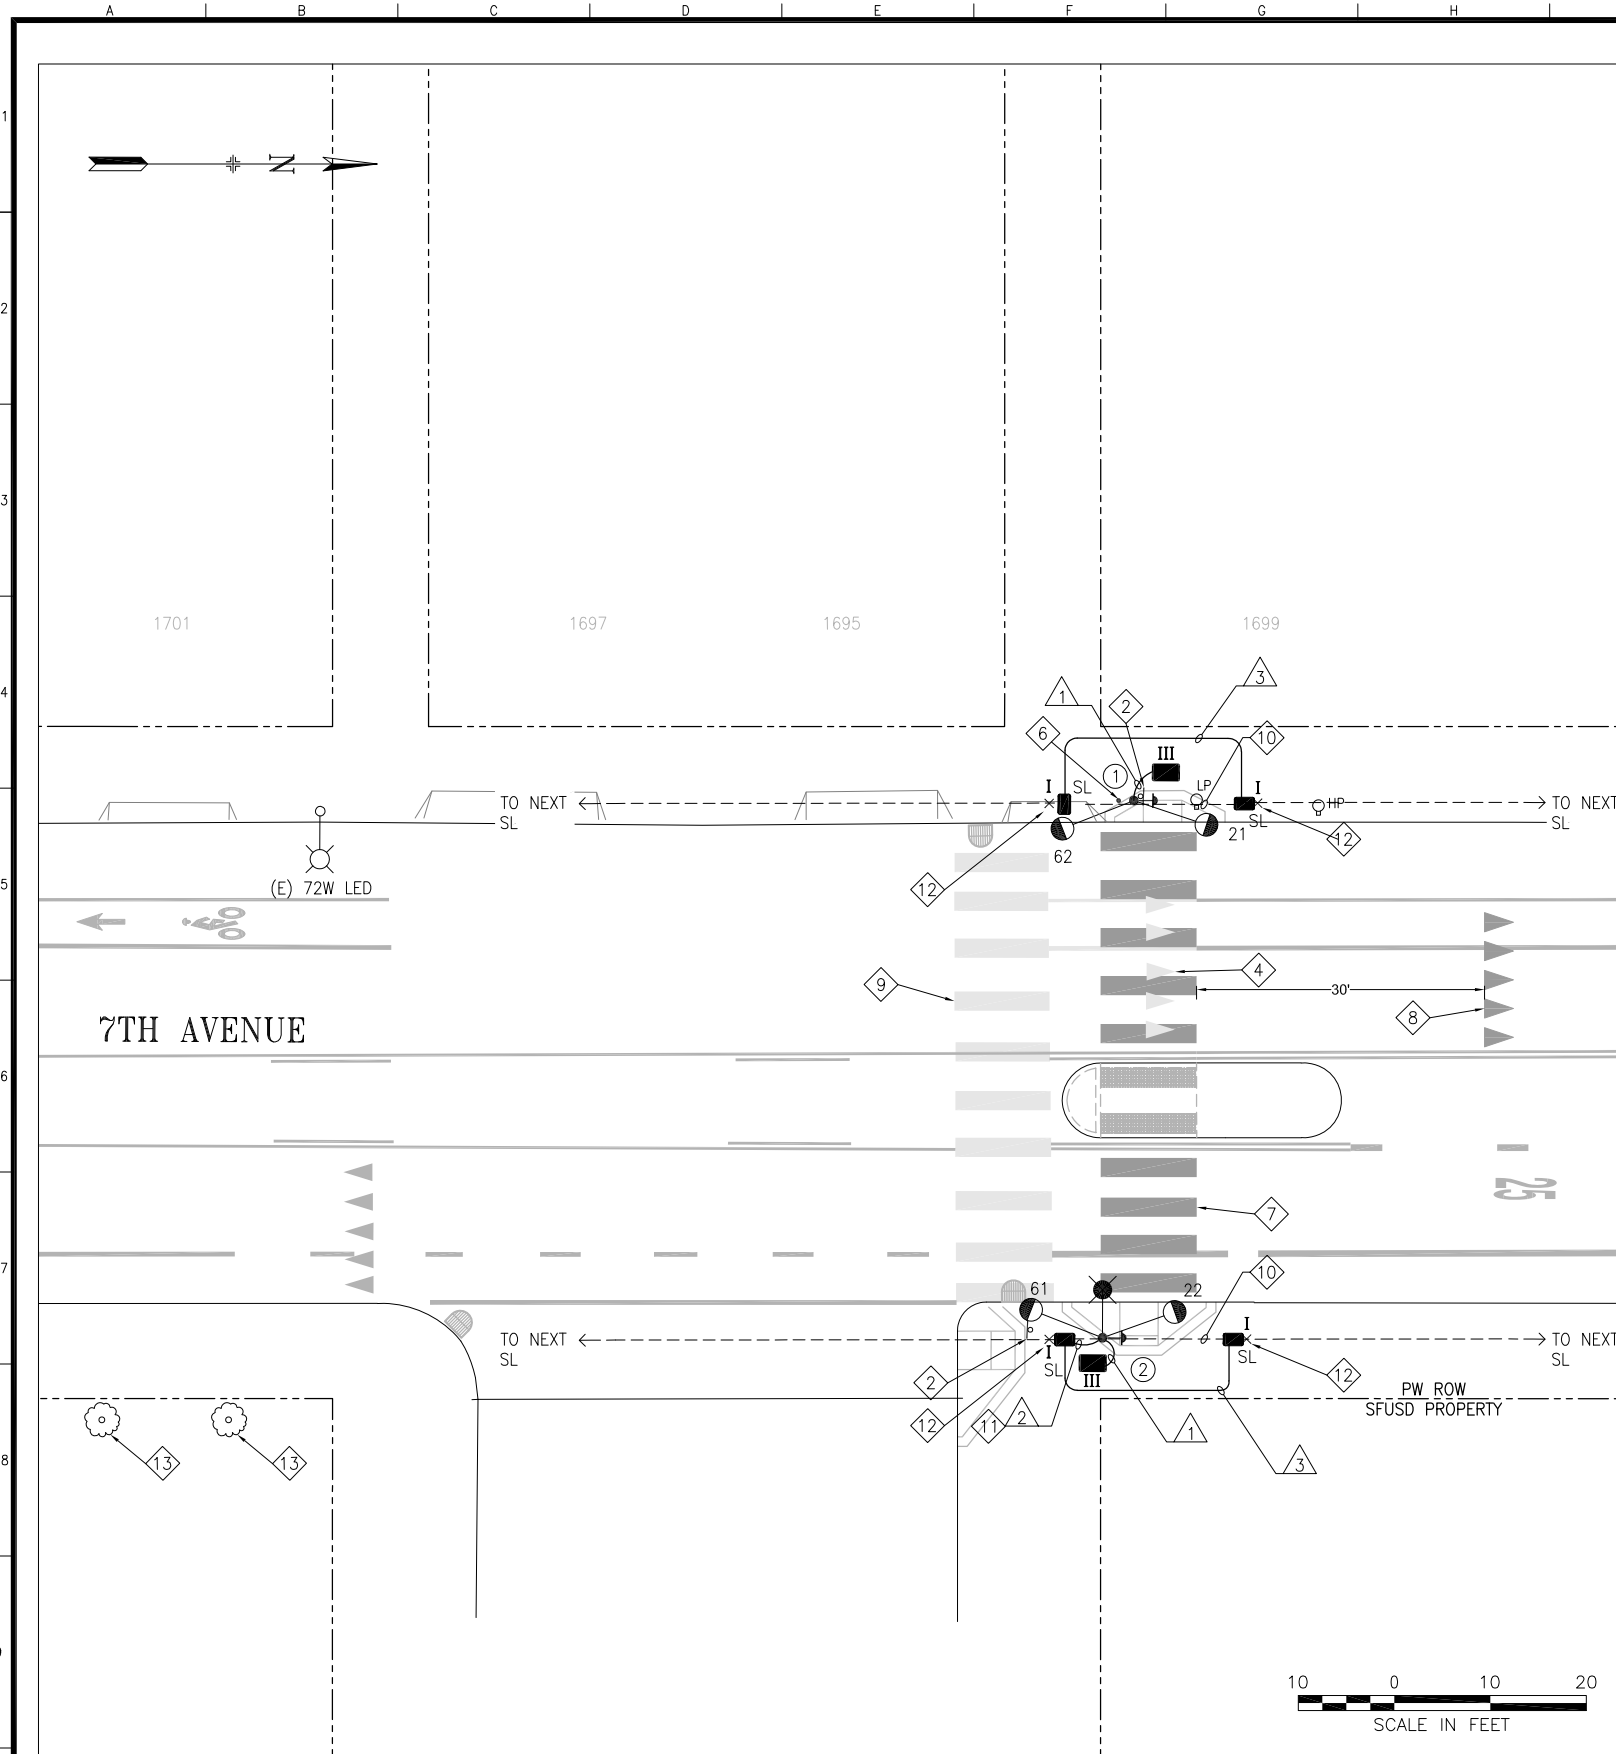 A B C D E F G H
1
N
2
3
1701 1697 1695 1699
4
3
1 2
6 10
III
1
I SL LP I
TO NEXT SL HP TO NEXT SL
SL
62 21 12
5
(E) 72W LED
12
4
9 30'
8
7TH AVENUE
6
25
7
7
10
61 22
TO NEXT SL I TO NEXT SL
I
SL SL
III 2
2 12
PW ROW
SFUSD PROPERTY
12 11 2 1
13 13 3
8
10 0 10 20
SCALE IN FEET